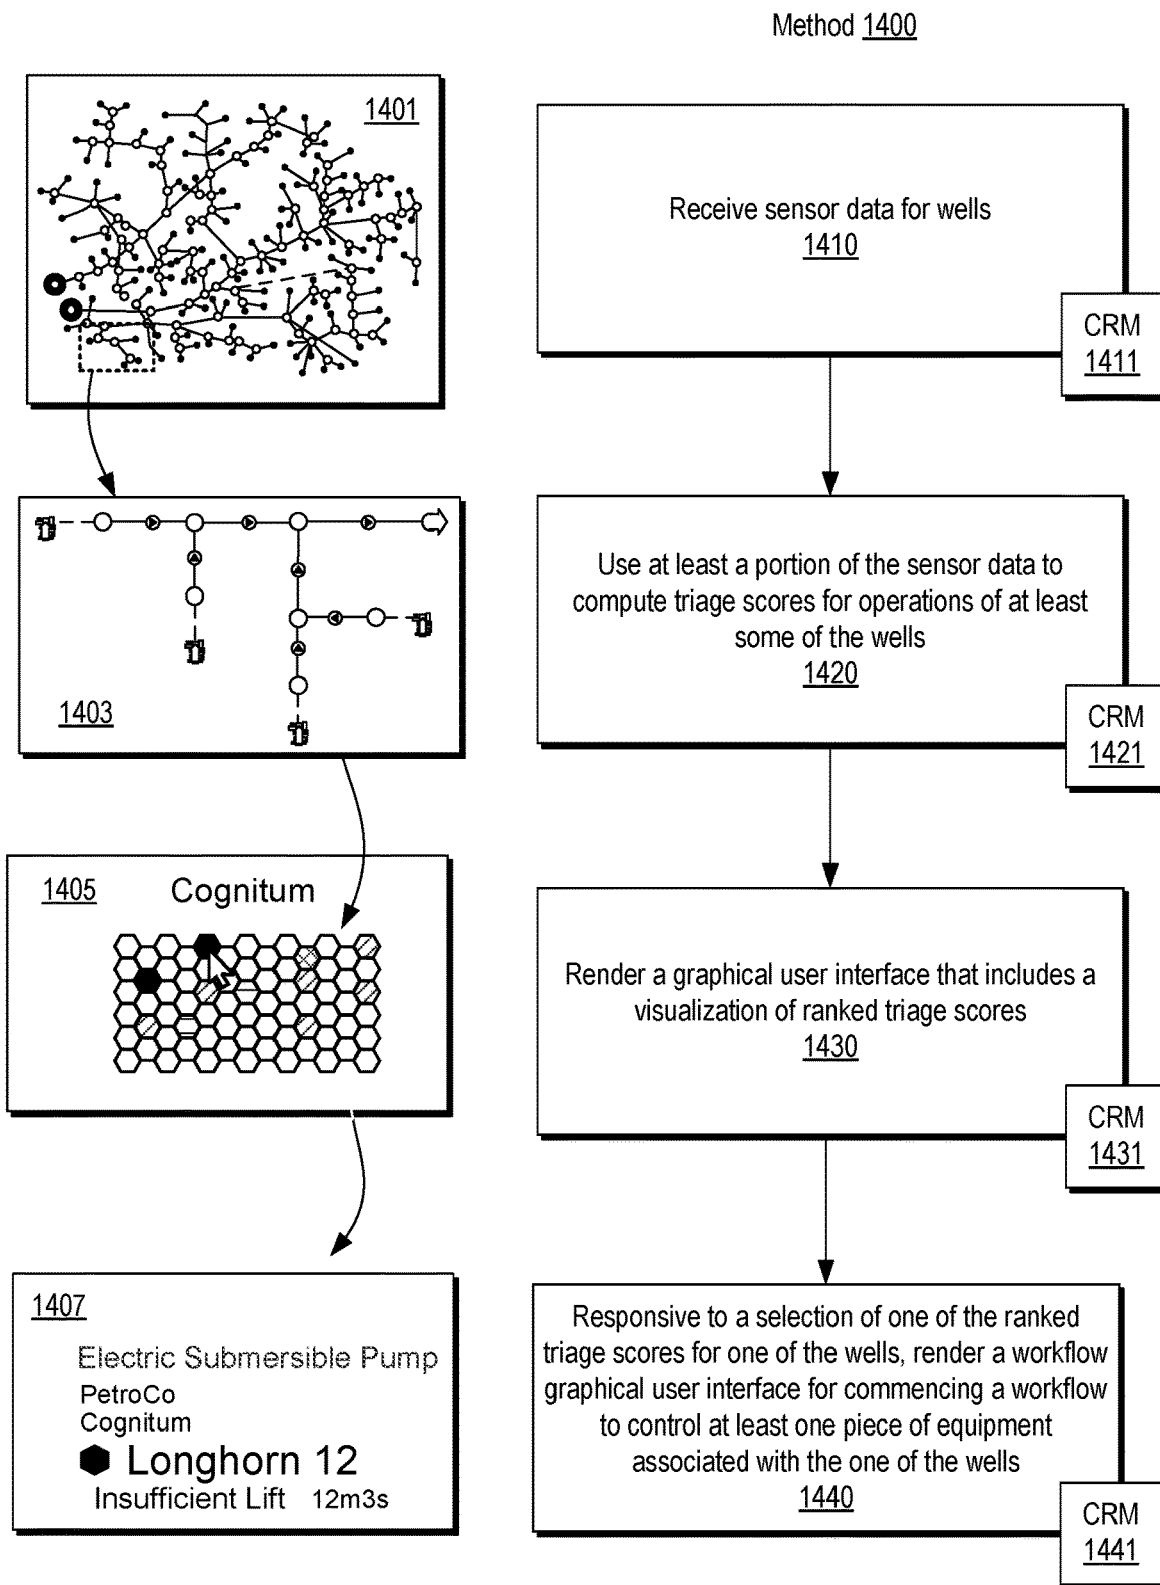 Method 1400
1401
Receive sensor data for wells
1410
CRM
1411
1403
Use at least a portion of the sensor data to
compute triage scores for operations of at least
some of the wells
1420
CRM
1421
1405 Cognitum
Render a graphical user interface that includes a
visualization of ranked triage scores
1430
CRM
1431
1407
Electric Submersible Pump
PetroCo
Cognitum
Longhorn 12
Insufficient Lift 12m3s
Responsive to a selection of one of the ranked
triage scores for one of the wells, render a workflow
graphical user interface for commencing a workflow
to control at least one piece of equipment
associated with the one of the wells
1440
CRM
1441